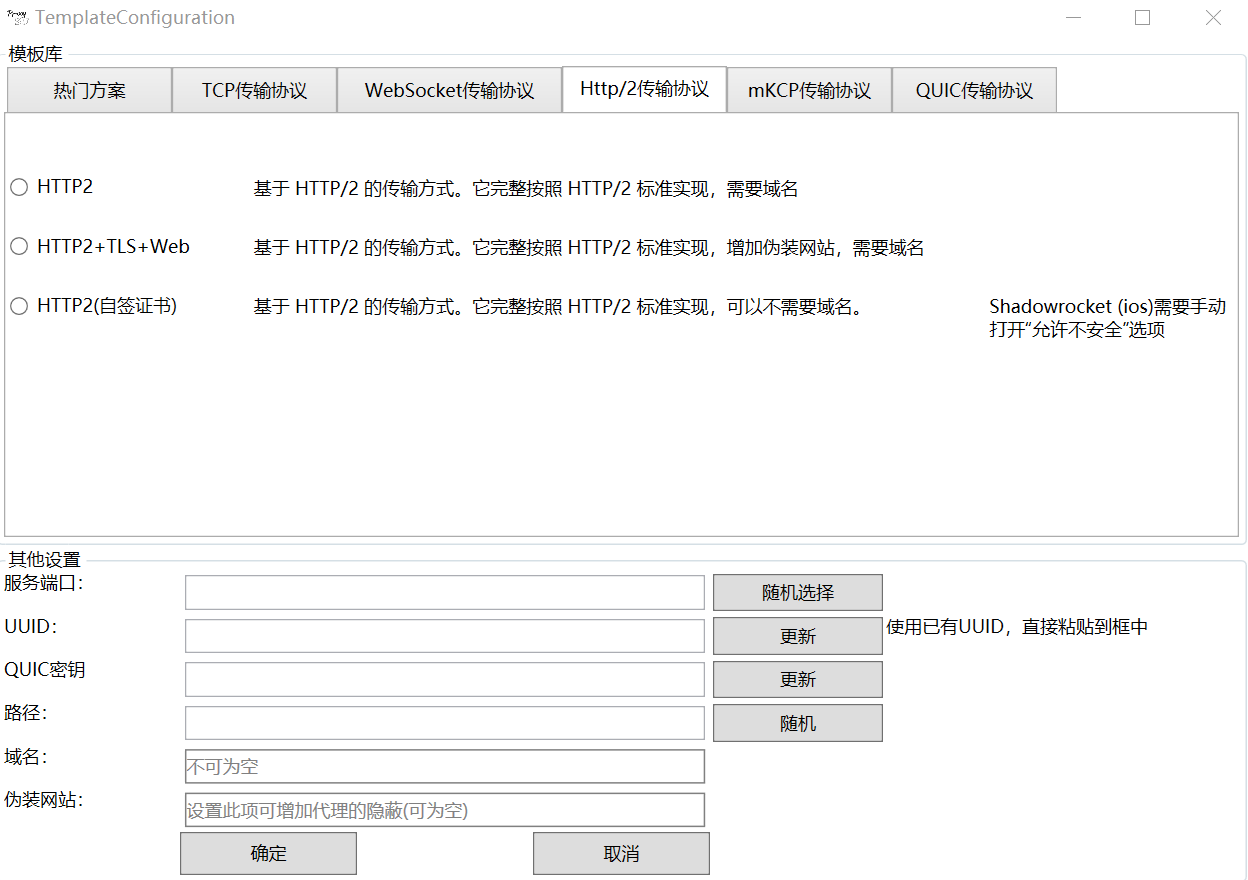 TemplateConfiguration
模板库
热门方案
TCP传输协议
WebSocket传输协议
Http/2传输协议
mKCP传输协议
QUIC传输协议
HTTP2
基于 HTTP/2 的传输方式。它完整按照 HTTP/2 标准实现，需要域名
HTTP2+TLS+Web
基于 HTTP/2 的传输方式。它完整按照 HTTP/2 标准实现，增加伪装网站，需要域名
HTTP2(自签证书)
基于 HTTP/2 的传输方式。它完整按照 HTTP/2 标准实现，可以不需要域名。
Shadowrocket (ios)需要手动
打开“允许不安全”选项
其他设置
服务端口：
随机选择
UUID：
更新
使用已有UUID，直接粘贴到框中
QUIC密钥
更新
路径：
随机
域名：
不可为空
伪装网站：
设置此项可增加代理的隐蔽(可为空)
确定
取消